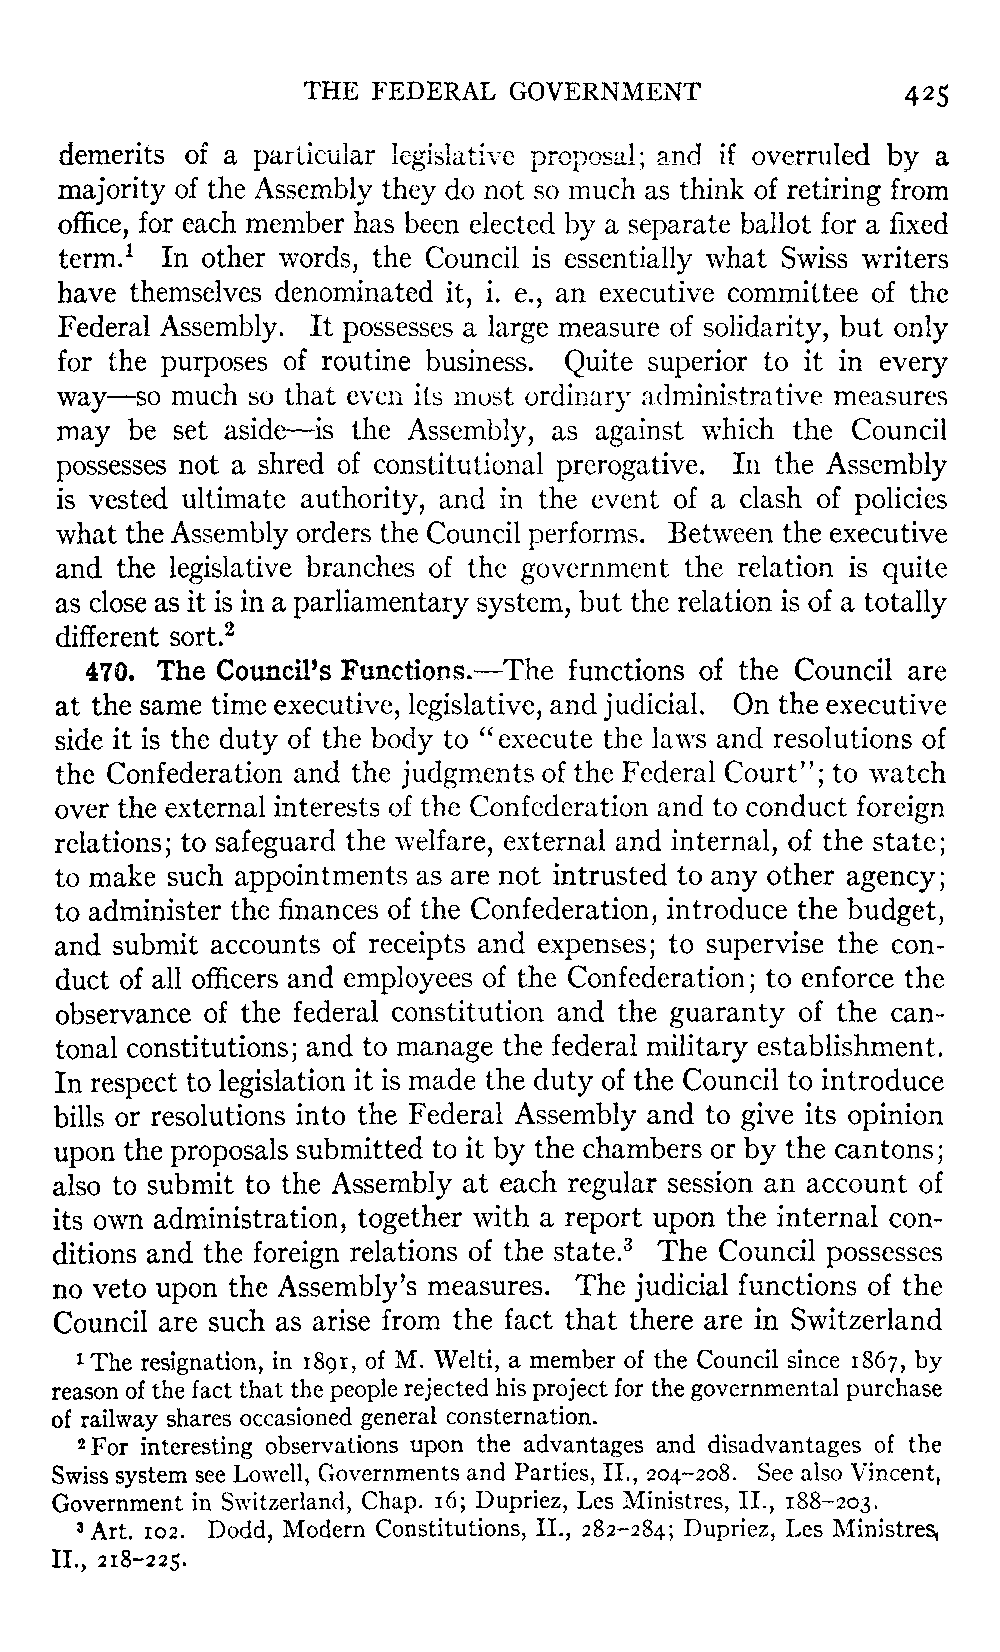 THE FEDERAL GOVERNMENT 425
demerits of a particular legislative proposal; and if overruled by a
majority of the Assembly they do not so much as think of retiring from
office, for each member has been elected by a separate ballot for a fixed
term.¹ In other words, the Council is essentially what Swiss writers
have themselves denominated it, i. e., an executive committee of the
Federal Assembly. It possesses a large measure of solidarity, but only
for the purposes of routine business. Quite superior to it in every
way—so much so that even its most ordinary administrative measures
may be set aside—is the Assembly, as against which the Council
possesses not a shred of constitutional prerogative. In the Assembly
is vested ultimate authority, and in the event of a clash of policies
what the Assembly orders the Council performs. Between the executive
and the legislative branches of the government the relation is quite
as close as it is in a parliamentary system, but the relation is of a totally
different sort.²
470. The Council's Functions.—The functions of the Council are
at the same time executive, legislative, and judicial. On the executive
side it is the duty of the body to "execute the laws and resolutions of
the Confederation and the judgments of the Federal Court"; to watch
over the external interests of the Confederation and to conduct foreign
relations; to safeguard the welfare, external and internal, of the state;
to make such appointments as are not intrusted to any other agency;
to administer the finances of the Confederation, introduce the budget,
and submit accounts of receipts and expenses; to supervise the con-
duct of all officers and employees of the Confederation; to enforce the
observance of the federal constitution and the guaranty of the can-
tonal constitutions; and to manage the federal military establishment.
In respect to legislation it is made the duty of the Council to introduce
bills or resolutions into the Federal Assembly and to give its opinion
upon the proposals submitted to it by the chambers or by the cantons;
also to submit to the Assembly at each regular session an account of
its own administration, together with a report upon the internal con-
ditions and the foreign relations of the state.³ The Council possesses
no veto upon the Assembly's measures. The judicial functions of the
Council are such as arise from the fact that there are in Switzerland
¹ The resignation, in 1891, of M. Welti, a member of the Council since 1867, by
reason of the fact that the people rejected his project for the governmental purchase
of railway shares occasioned general consternation.
² For interesting observations upon the advantages and disadvantages of the
Swiss system see Lowell, Governments and Parties, II., 204–208. See also Vincent,
Government in Switzerland, Chap. 16; Dupriez, Les Ministres, II., 188–203.
³ Art. 102. Dodd, Modern Constitutions, II., 282–284; Dupriez, Les Ministres,
II., 218–225.